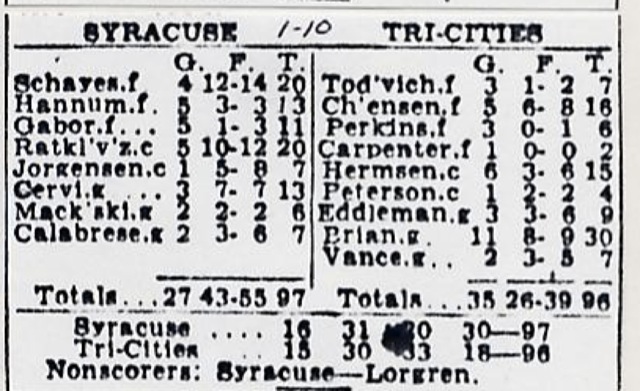 SYRACUSE 1-10
G. F. T.
Schayes.f 4 12-14 20
Hannum.f. 5 3- 3 13
Gabor.f... 5 1- 3 11
Ratkl'v'z.c 5 10-12 20
Jorgensen.c 1 5- 8 7
Cervi.g ... 3 7- 7 13
Mack'ski.g 2 2- 2 6
Calabrese.g 2 3- 6 7
Totals...27 43-55 97
TRI-CITIES
G. F. T.
Tod'vich.f 3 1- 2 7
Ch'ensen.f 5 6- 8 16
Perkins.f 3 0- 1 6
Carpenter.f 1 0- 0 2
Hermsen.c 6 3- 6 15
Peterson.c 1 2- 2 4
Eddleman.g 3 3- 6 9
Brian.g. 11 8- 9 30
Vance.g.. 2 3- 5 7
Totals...35 26-39 96
Syracuse .... 16 31 20 30—97
Tri-Cities .. 15 30 33 18—96
Nonscorers: Syracuse—Lorgren.